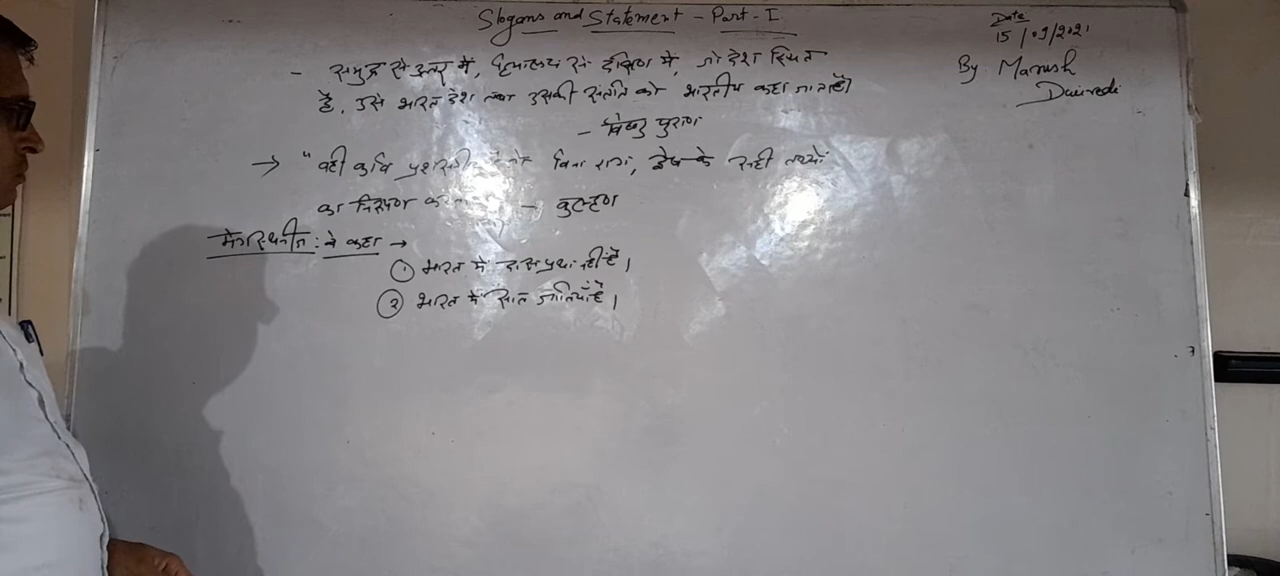 Slogans and Statement - Part - I
Date
15/09/2021
By Manish
Dwivedi
- समुद्र से उत्तर में, हिमालय से दक्षिण में, जो देश स्थित
है, उसे भारत देश तथा उसकी संतति को भारतीय कहा जाता है।
- विष्णु पुराण
→ "वही कवि प्रशंसनीय है जो बिना राग, द्वेष के सही तथ्यों
का निरूपण - कल्हण
मेगस्थनीज : ने कहा →
① भारत में दास प्रथा नहीं है।
② भारत में सात जातियाँ हैं।